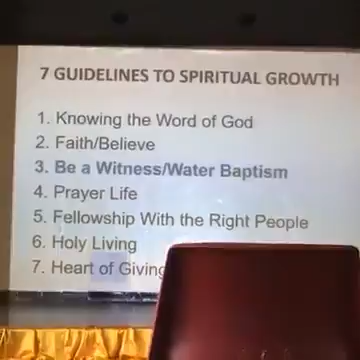 7 GUIDELINES TO SPIRITUAL GROWTH
1. Knowing the Word of God
2. Faith/Believe
3. Be a Witness/Water Baptism
4. Prayer Life
5. Fellowship With the Right People
6. Holy Living
7. Heart of Giving